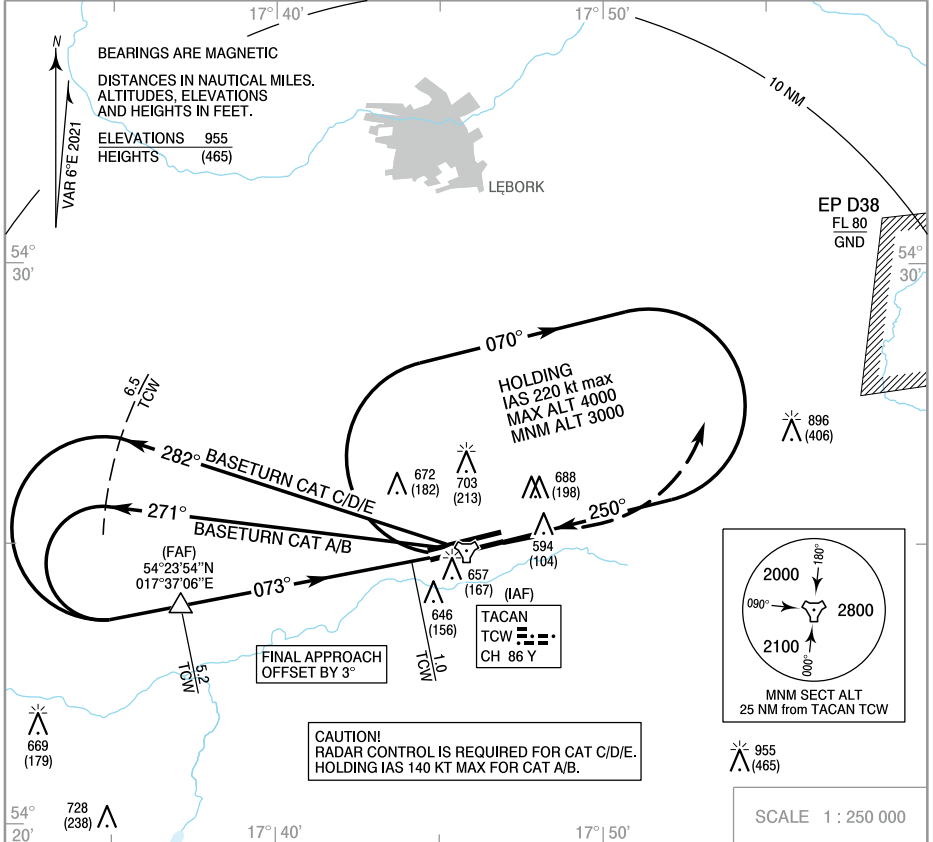 17° 40'
17° 50'
N
VAR 6°E 2021
BEARINGS ARE MAGNETIC
DISTANCES IN NAUTICAL MILES.
ALTITUDES, ELEVATIONS
AND HEIGHTS IN FEET.
ELEVATIONS 955
HEIGHTS (465)
10 NM
LĘBORK
EP D38
FL 80
GND
54°
30'
54°
30'
070°
HOLDING
IAS 220 kt max
MAX ALT 4000
MNM ALT 3000
6.5
TCW
282° BASETURN CAT C/D/E
271°
BASETURN CAT A/B
672
(182)
703
(213)
688
(198)
896
(406)
250°
594
(104)
(FAF)
54°23'54"N
017°37'06"E
073°
657
(167)
646
(156)
(IAF)
TACAN
TCW
CH 86 Y
5.2
TCW
1.0
TCW
FINAL APPROACH
OFFSET BY 3°
180°
2000
090°
2800
2100
000°
MNM SECT ALT
25 NM from TACAN TCW
669
(179)
CAUTION!
RADAR CONTROL IS REQUIRED FOR CAT C/D/E.
HOLDING IAS 140 KT MAX FOR CAT A/B.
955
(465)
728
(238)
54°
20'
17° 40'
17° 50'
SCALE 1 : 250 000